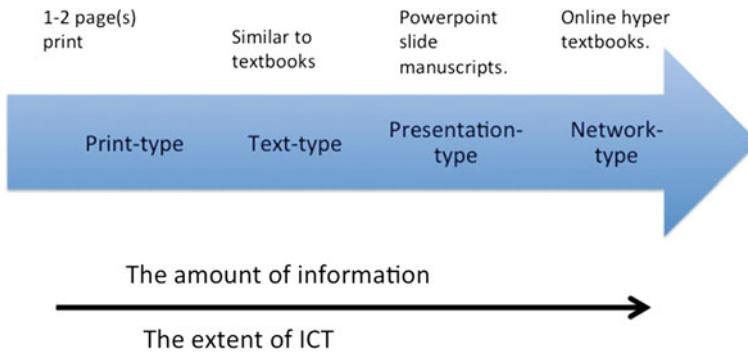 1-2 page(s)
print
Similar to
textbooks
Powerpoint
slide
manuscripts.
Online hyper
textbooks.
Print-type
Text-type
Presentation-
type
Network-
type
The amount of information
The extent of ICT